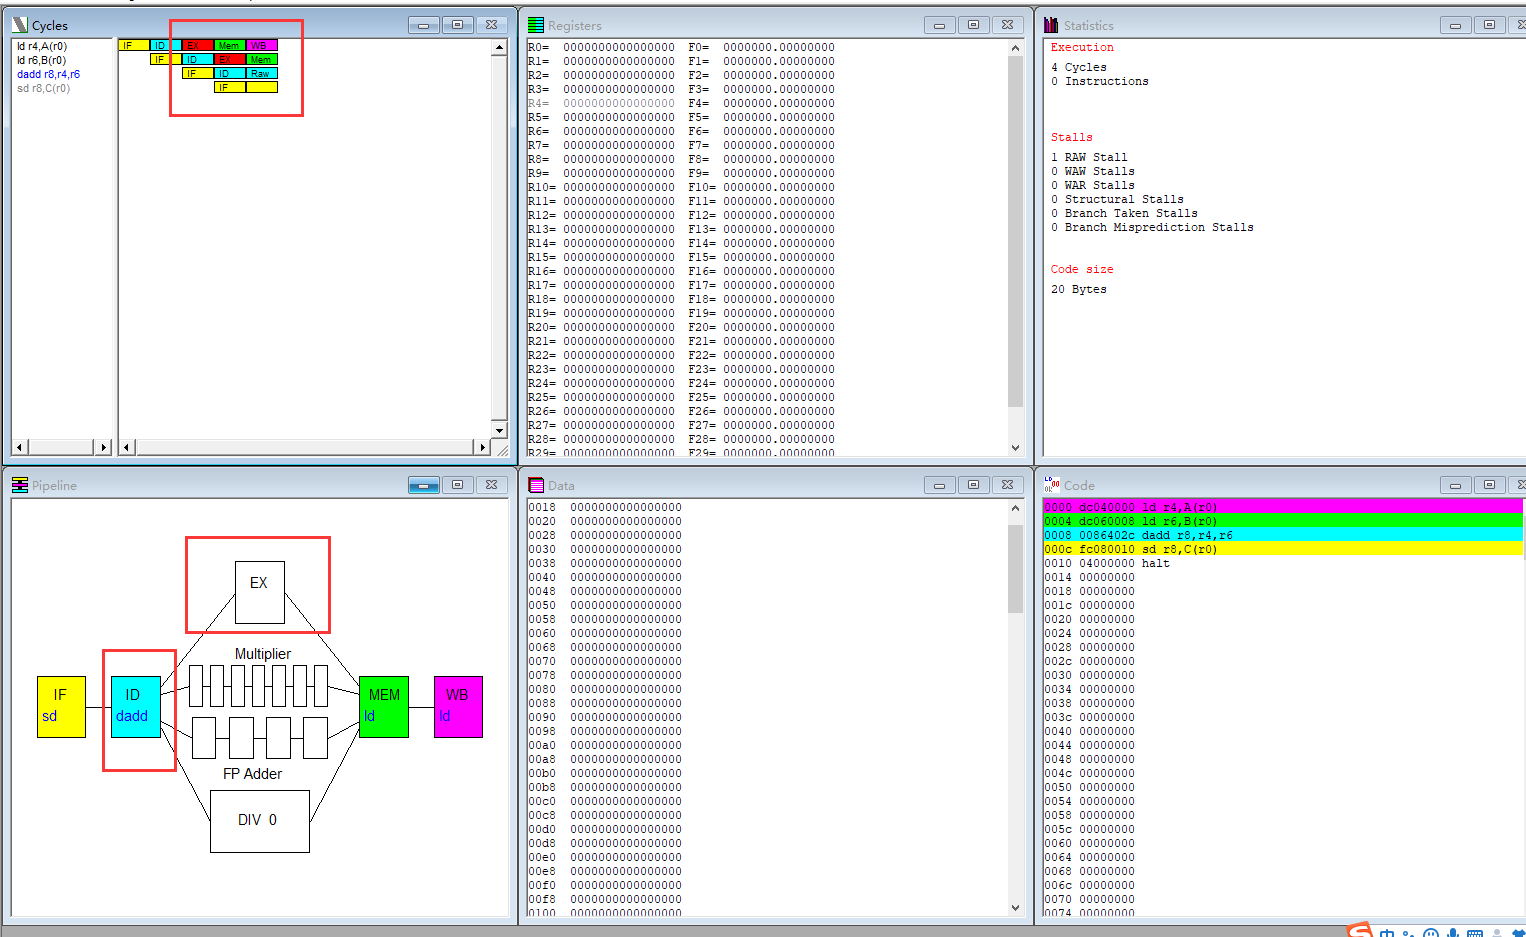 Cycles
ld r4,A(r0)
ld r6,B(r0)
dadd r8,r4,r6
sd r8,C(r0)
IF ID EX Mem WB
IF ID EX Mem
IF ID Raw
IF
Registers
R0= 0000000000000000 F0= 0000000.00000000
R1= 0000000000000000 F1= 0000000.00000000
R2= 0000000000000000 F2= 0000000.00000000
R3= 0000000000000000 F3= 0000000.00000000
R4= 0000000000000000 F4= 0000000.00000000
R5= 0000000000000000 F5= 0000000.00000000
R6= 0000000000000000 F6= 0000000.00000000
R7= 0000000000000000 F7= 0000000.00000000
R8= 0000000000000000 F8= 0000000.00000000
R9= 0000000000000000 F9= 0000000.00000000
R10= 0000000000000000 F10= 0000000.00000000
R11= 0000000000000000 F11= 0000000.00000000
R12= 0000000000000000 F12= 0000000.00000000
R13= 0000000000000000 F13= 0000000.00000000
R14= 0000000000000000 F14= 0000000.00000000
R15= 0000000000000000 F15= 0000000.00000000
R16= 0000000000000000 F16= 0000000.00000000
R17= 0000000000000000 F17= 0000000.00000000
R18= 0000000000000000 F18= 0000000.00000000
R19= 0000000000000000 F19= 0000000.00000000
R20= 0000000000000000 F20= 0000000.00000000
R21= 0000000000000000 F21= 0000000.00000000
R22= 0000000000000000 F22= 0000000.00000000
R23= 0000000000000000 F23= 0000000.00000000
R24= 0000000000000000 F24= 0000000.00000000
R25= 0000000000000000 F25= 0000000.00000000
R26= 0000000000000000 F26= 0000000.00000000
R27= 0000000000000000 F27= 0000000.00000000
R28= 0000000000000000 F28= 0000000.00000000
R29= 0000000000000000 F29= 0000000.00000000
Statistics
Execution
4 Cycles
0 Instructions
Stalls
1 RAW Stall
0 WAW Stalls
0 WAR Stalls
0 Structural Stalls
0 Branch Taken Stalls
0 Branch Misprediction Stalls
Code size
20 Bytes
Pipeline
EX
Multiplier
IF
sd
ID
dadd
MEM
ld
WB
ld
FP Adder
DIV 0
Data
0018 0000000000000000
0020 0000000000000000
0028 0000000000000000
0030 0000000000000000
0038 0000000000000000
0040 0000000000000000
0048 0000000000000000
0050 0000000000000000
0058 0000000000000000
0060 0000000000000000
0068 0000000000000000
0070 0000000000000000
0078 0000000000000000
0080 0000000000000000
0088 0000000000000000
0090 0000000000000000
0098 0000000000000000
00a0 0000000000000000
00a8 0000000000000000
00b0 0000000000000000
00b8 0000000000000000
00c0 0000000000000000
00c8 0000000000000000
00d0 0000000000000000
00d8 0000000000000000
00e0 0000000000000000
00e8 0000000000000000
00f0 0000000000000000
00f8 0000000000000000
0100 0000000000000000
Code
0000 dc040000 ld r4,A(r0)
0004 dc060008 ld r6,B(r0)
0008 0086402c dadd r8,r4,r6
000c fc080010 sd r8,C(r0)
0010 04000000 halt
0014 00000000
0018 00000000
001c 00000000
0020 00000000
0024 00000000
0028 00000000
002c 00000000
0030 00000000
0034 00000000
0038 00000000
003c 00000000
0040 00000000
0044 00000000
0048 00000000
004c 00000000
0050 00000000
0054 00000000
0058 00000000
005c 00000000
0060 00000000
0064 00000000
0068 00000000
006c 00000000
0070 00000000
0074 00000000